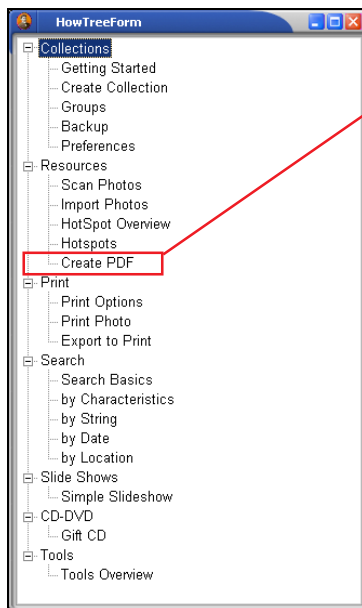 HowTreeForm
Collections
Getting Started
Create Collection
Groups
Backup
Preferences
Resources
Scan Photos
Import Photos
HotSpot Overview
Hotspots
Create PDF
Print
Print Options
Print Photo
Export to Print
Search
Search Basics
by Characteristics
by String
by Date
by Location
Slide Shows
Simple Slideshow
CD-DVD
Gift CD
Tools
Tools Overview